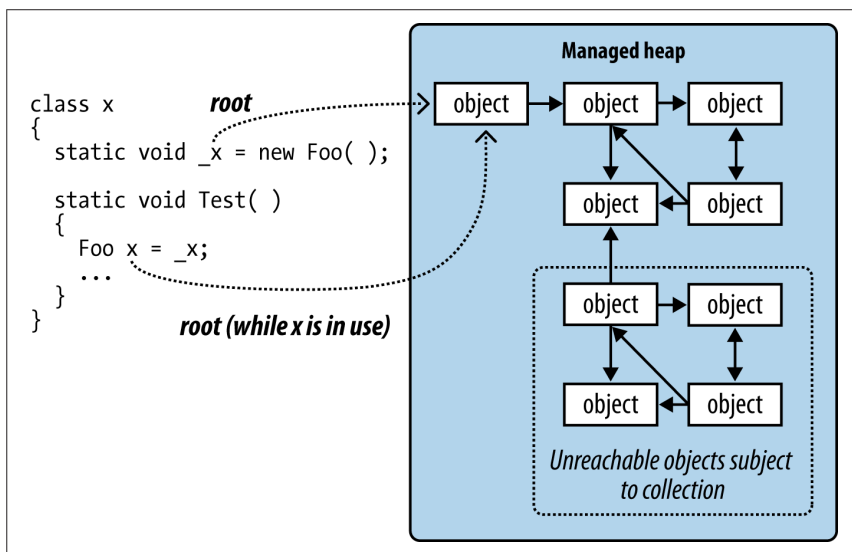 Managed heap
class x
{
  static void _x = new Foo( );
  static void Test( )
  {
    Foo x = _x;
    ...
  }
}
root
root (while x is in use)
object object object
object object
object object
object object
Unreachable objects subject
to collection